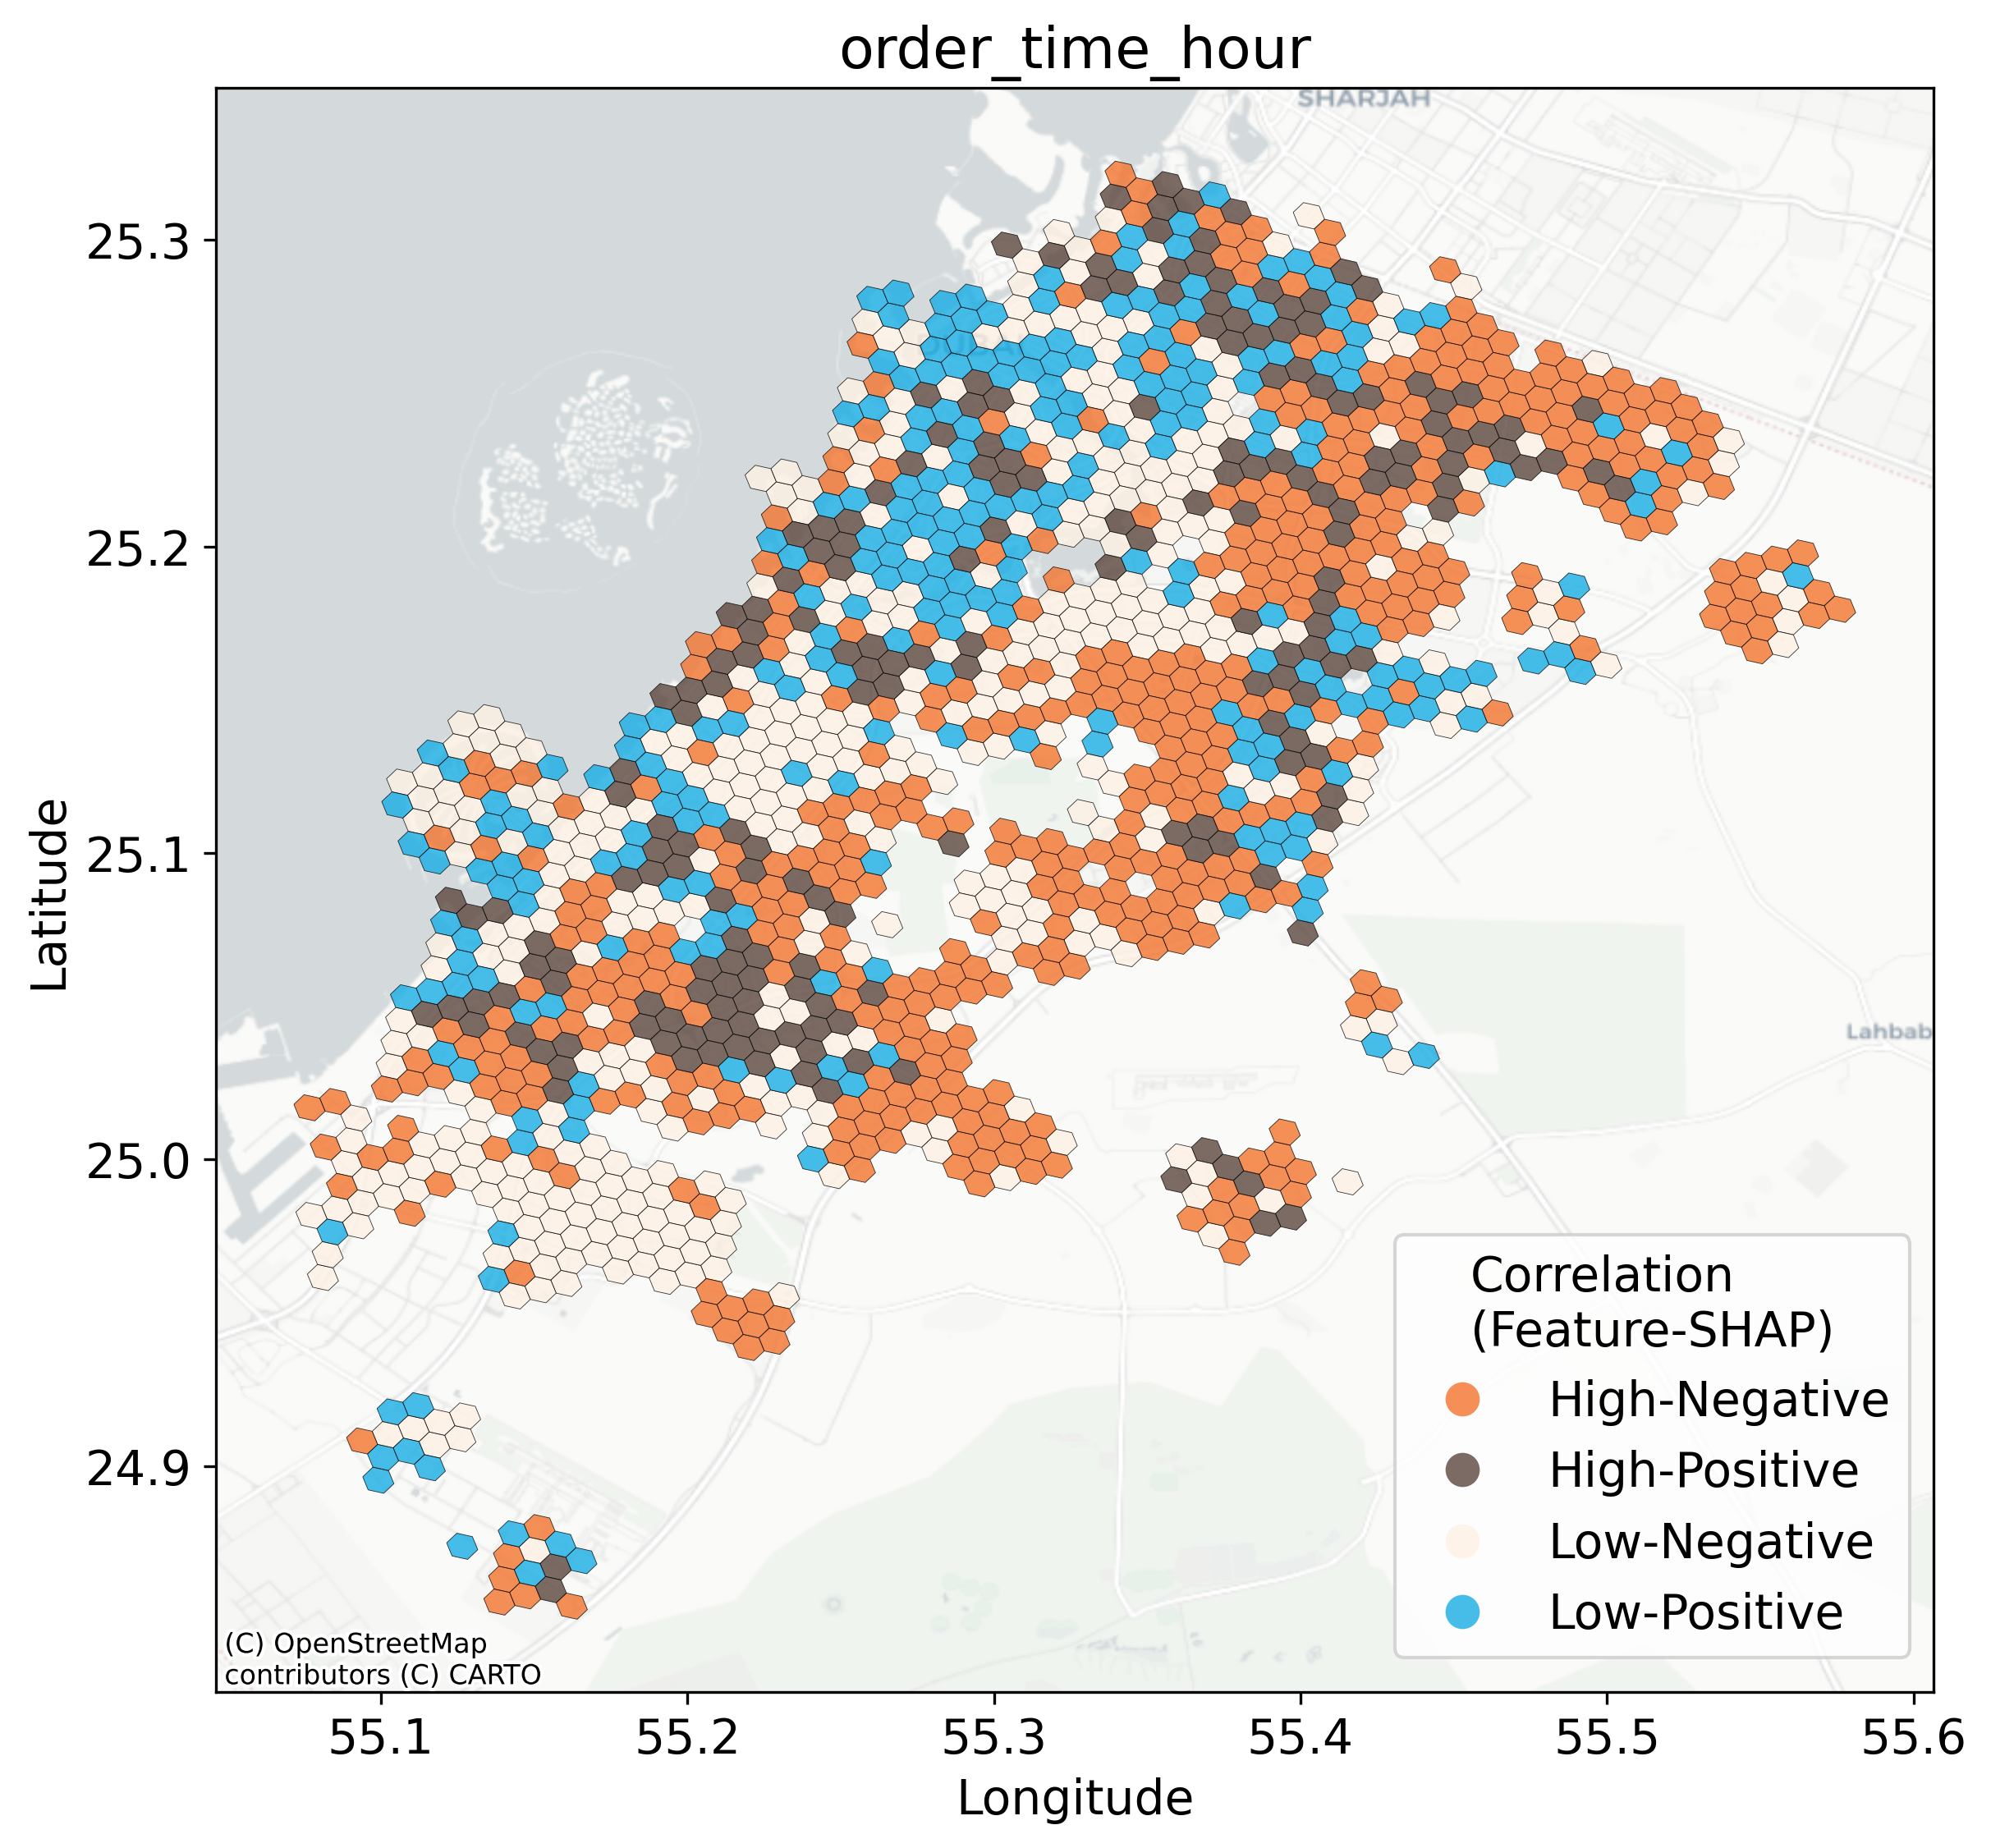 order_time_hour
SHARJAH
DUBAI
Lahbab
25.3
25.2
25.1
25.0
24.9
Latitude
55.1
55.2
55.3
55.4
55.5
55.6
Longitude
Correlation
(Feature-SHAP)
High-Negative
High-Positive
Low-Negative
Low-Positive
(C) OpenStreetMap
contributors (C) CARTO